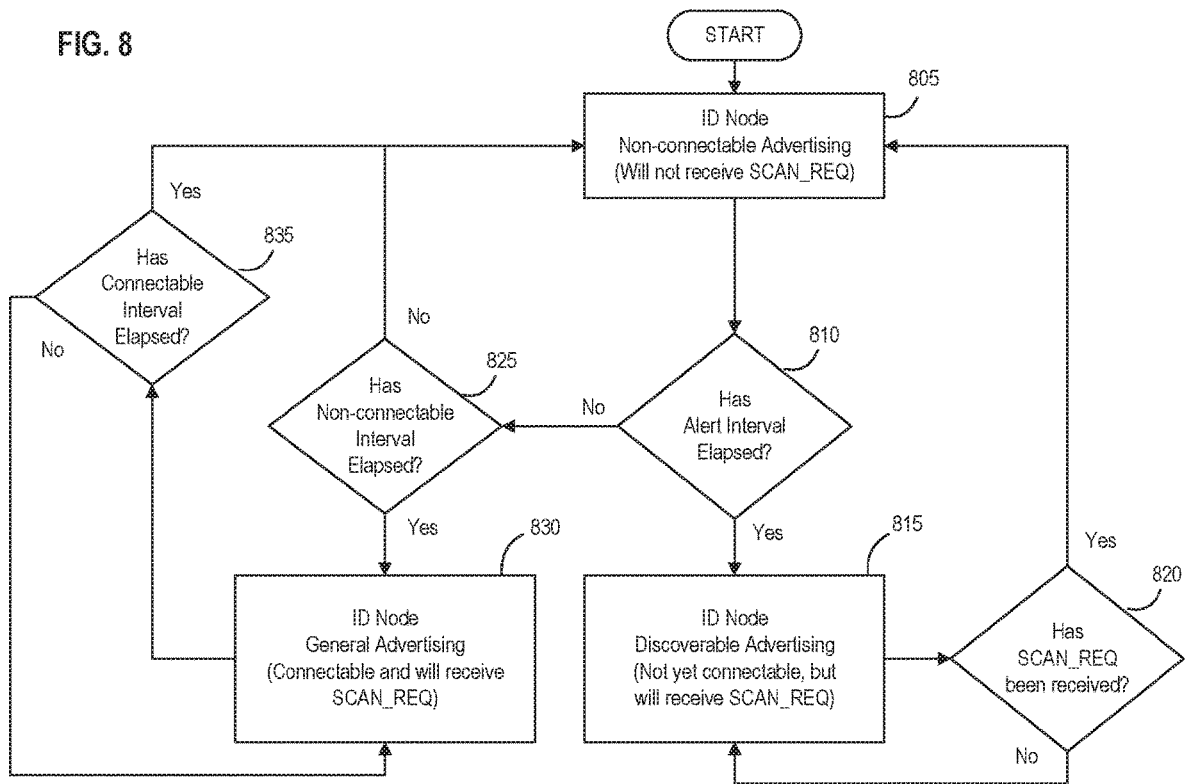 FIG. 8
START
805
ID Node
Non-connectable Advertising
(Will not receive SCAN_REQ)
Yes
835
Has
Connectable
Interval
Elapsed?
No
No
825
Has
Non-connectable
Interval
Elapsed?
No
810
Has
Alert Interval
Elapsed?
Yes
830
Yes
815
Yes
820
ID Node
General Advertising
(Connectable and will receive
SCAN_REQ)
ID Node
Discoverable Advertising
(Not yet connectable, but
will receive SCAN_REQ)
Has
SCAN_REQ
been received?
No